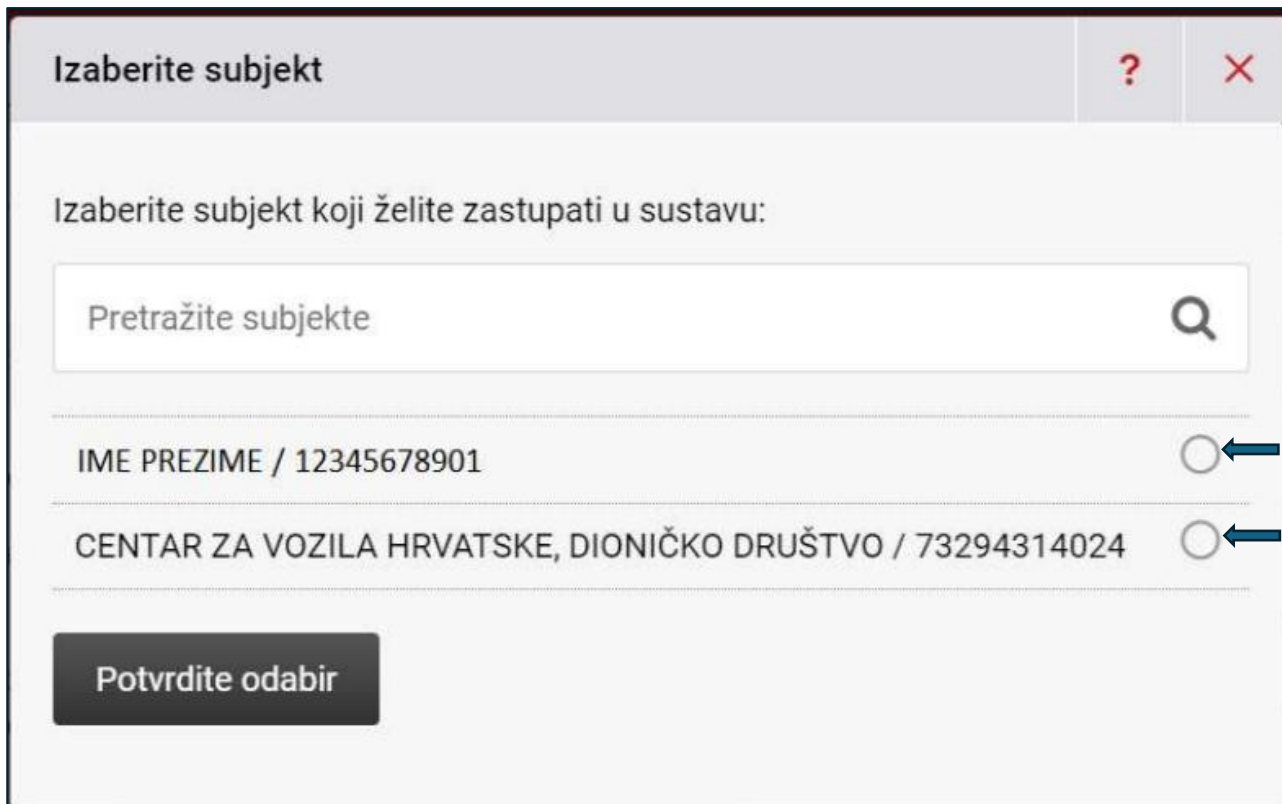 Izaberite subjekt ?
Izaberite subjekt koji želite zastupati u sustavu:
Pretražite subjekte
IME PREZIME / 12345678901
CENTAR ZA VOZILA HRVATSKE, DIONIČKO DRUŠTVO / 73294314024
Potvrdite odabir